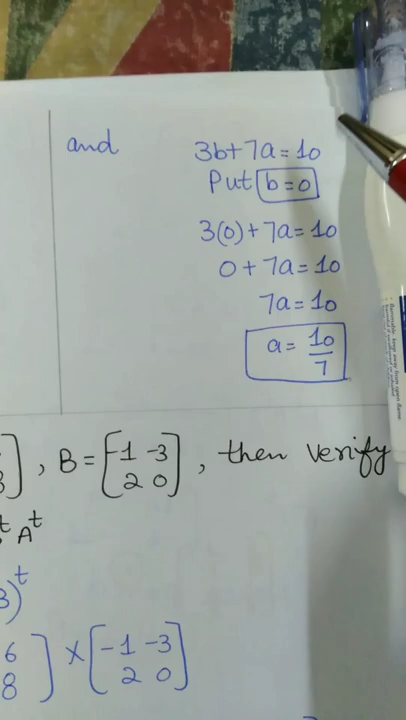 and 3b+7a=10
Put b=0
3(0)+7a=10
0+7a=10
7a=10
a=10/7
], B=[-1 -3
2 0], then verify
t A^t
)^t
6
8 ] × [-1 -3
2 0]